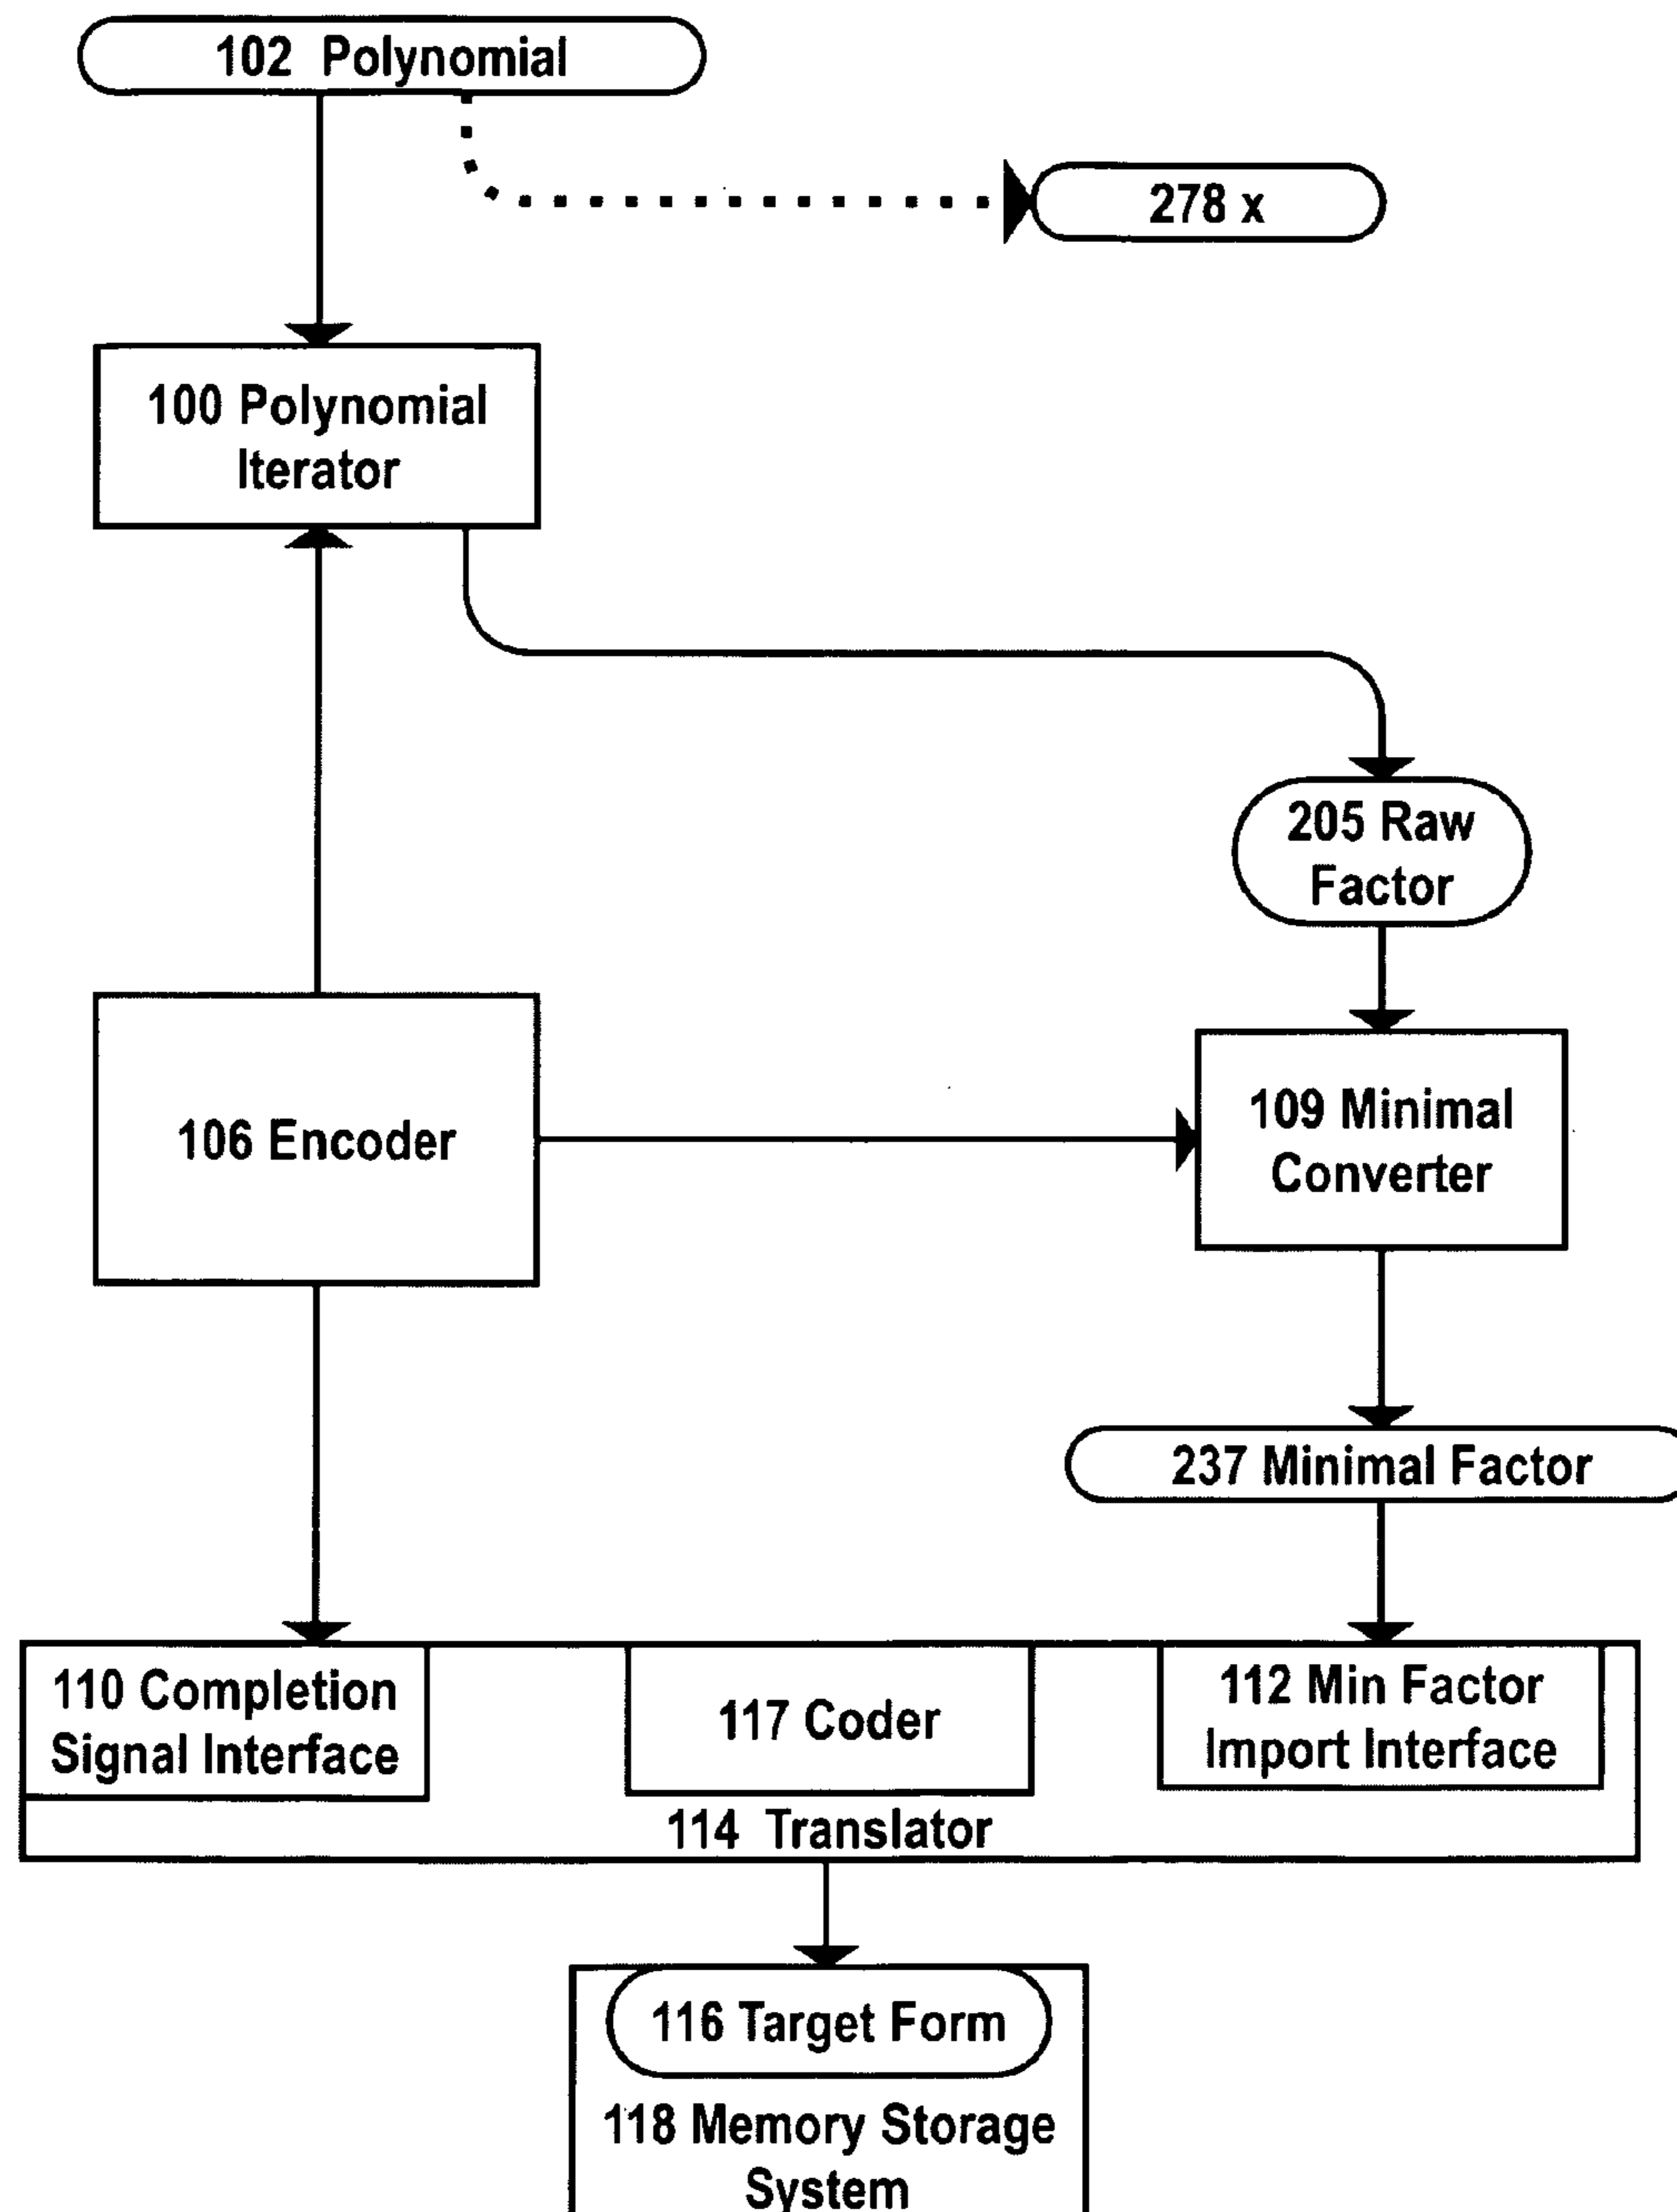 102 Polynomial
278 x
100 Polynomial
Iterator
205 Raw
Factor
106 Encoder
109 Minimal
Converter
237 Minimal Factor
110 Completion
Signal Interface
117 Coder
112 Min Factor
Import Interface
114 Translator
116 Target Form
118 Memory Storage
System